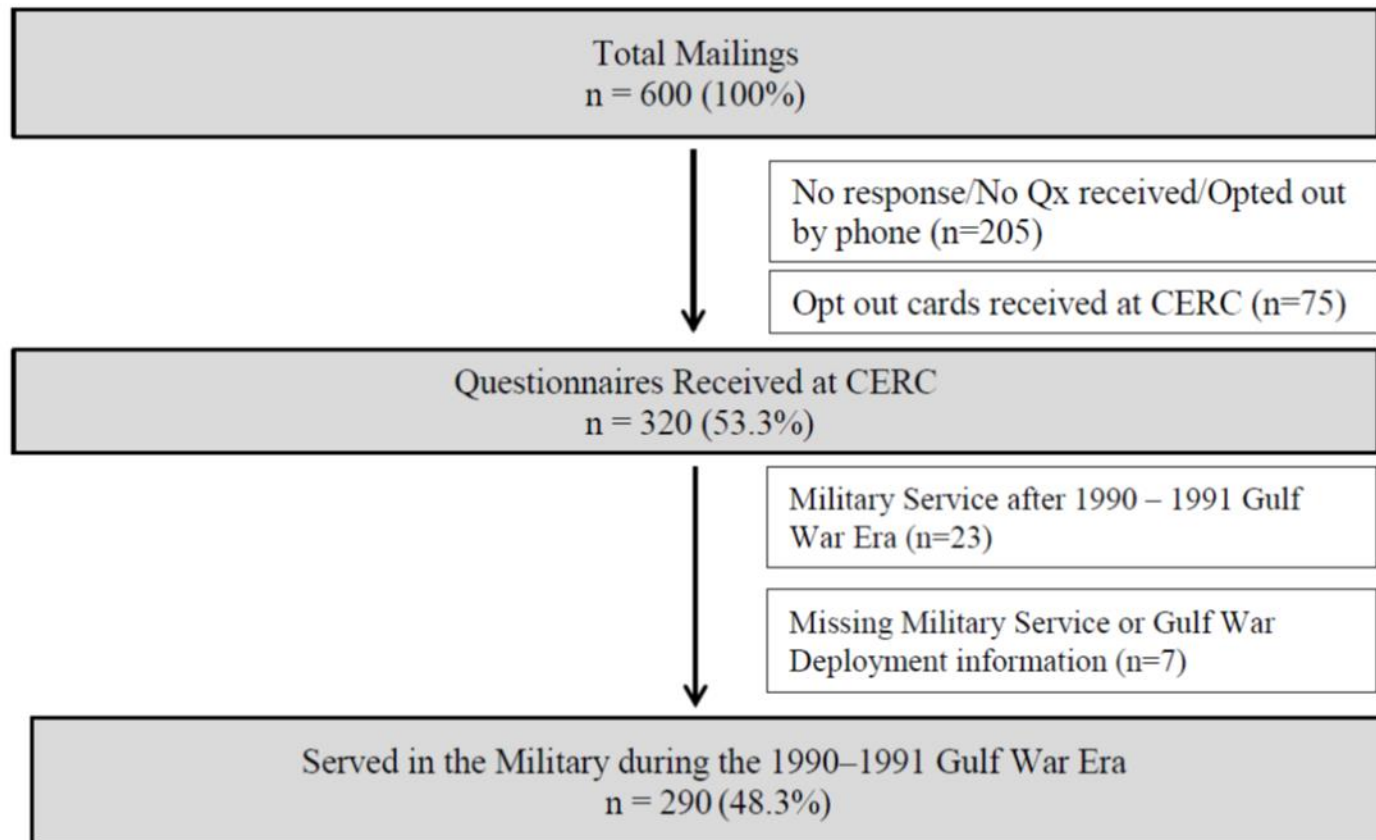 Total Mailings
n = 600 (100%)
No response/No Qx received/Opted out
by phone (n=205)
Opt out cards received at CERC (n=75)
Questionnaires Received at CERC
n = 320 (53.3%)
Military Service after 1990 – 1991 Gulf
War Era (n=23)
Missing Military Service or Gulf War
Deployment information (n=7)
Served in the Military during the 1990–1991 Gulf War Era
n = 290 (48.3%)